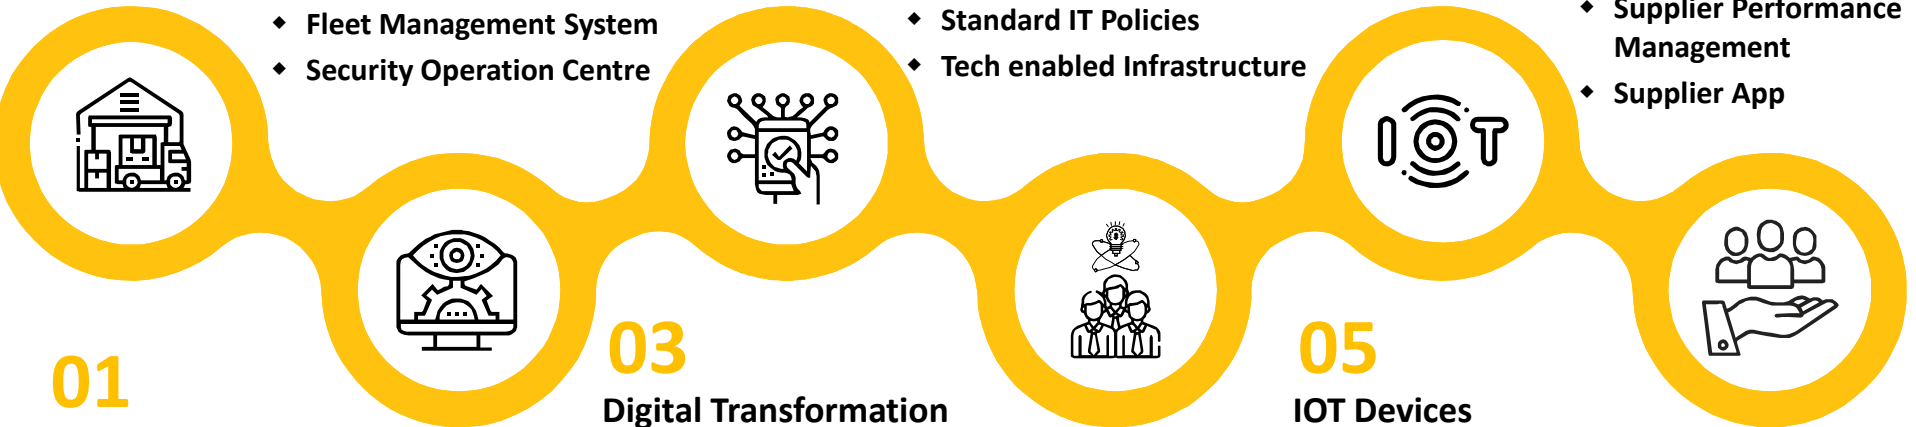 ◆ Fleet Management System
◆ Security Operation Centre
◆ Standard IT Policies
◆ Tech enabled Infrastructure
◆ Supplier Performance
Management
◆ Supplier App
IOT
01
03
Digital Transformation
05
IOT Devices